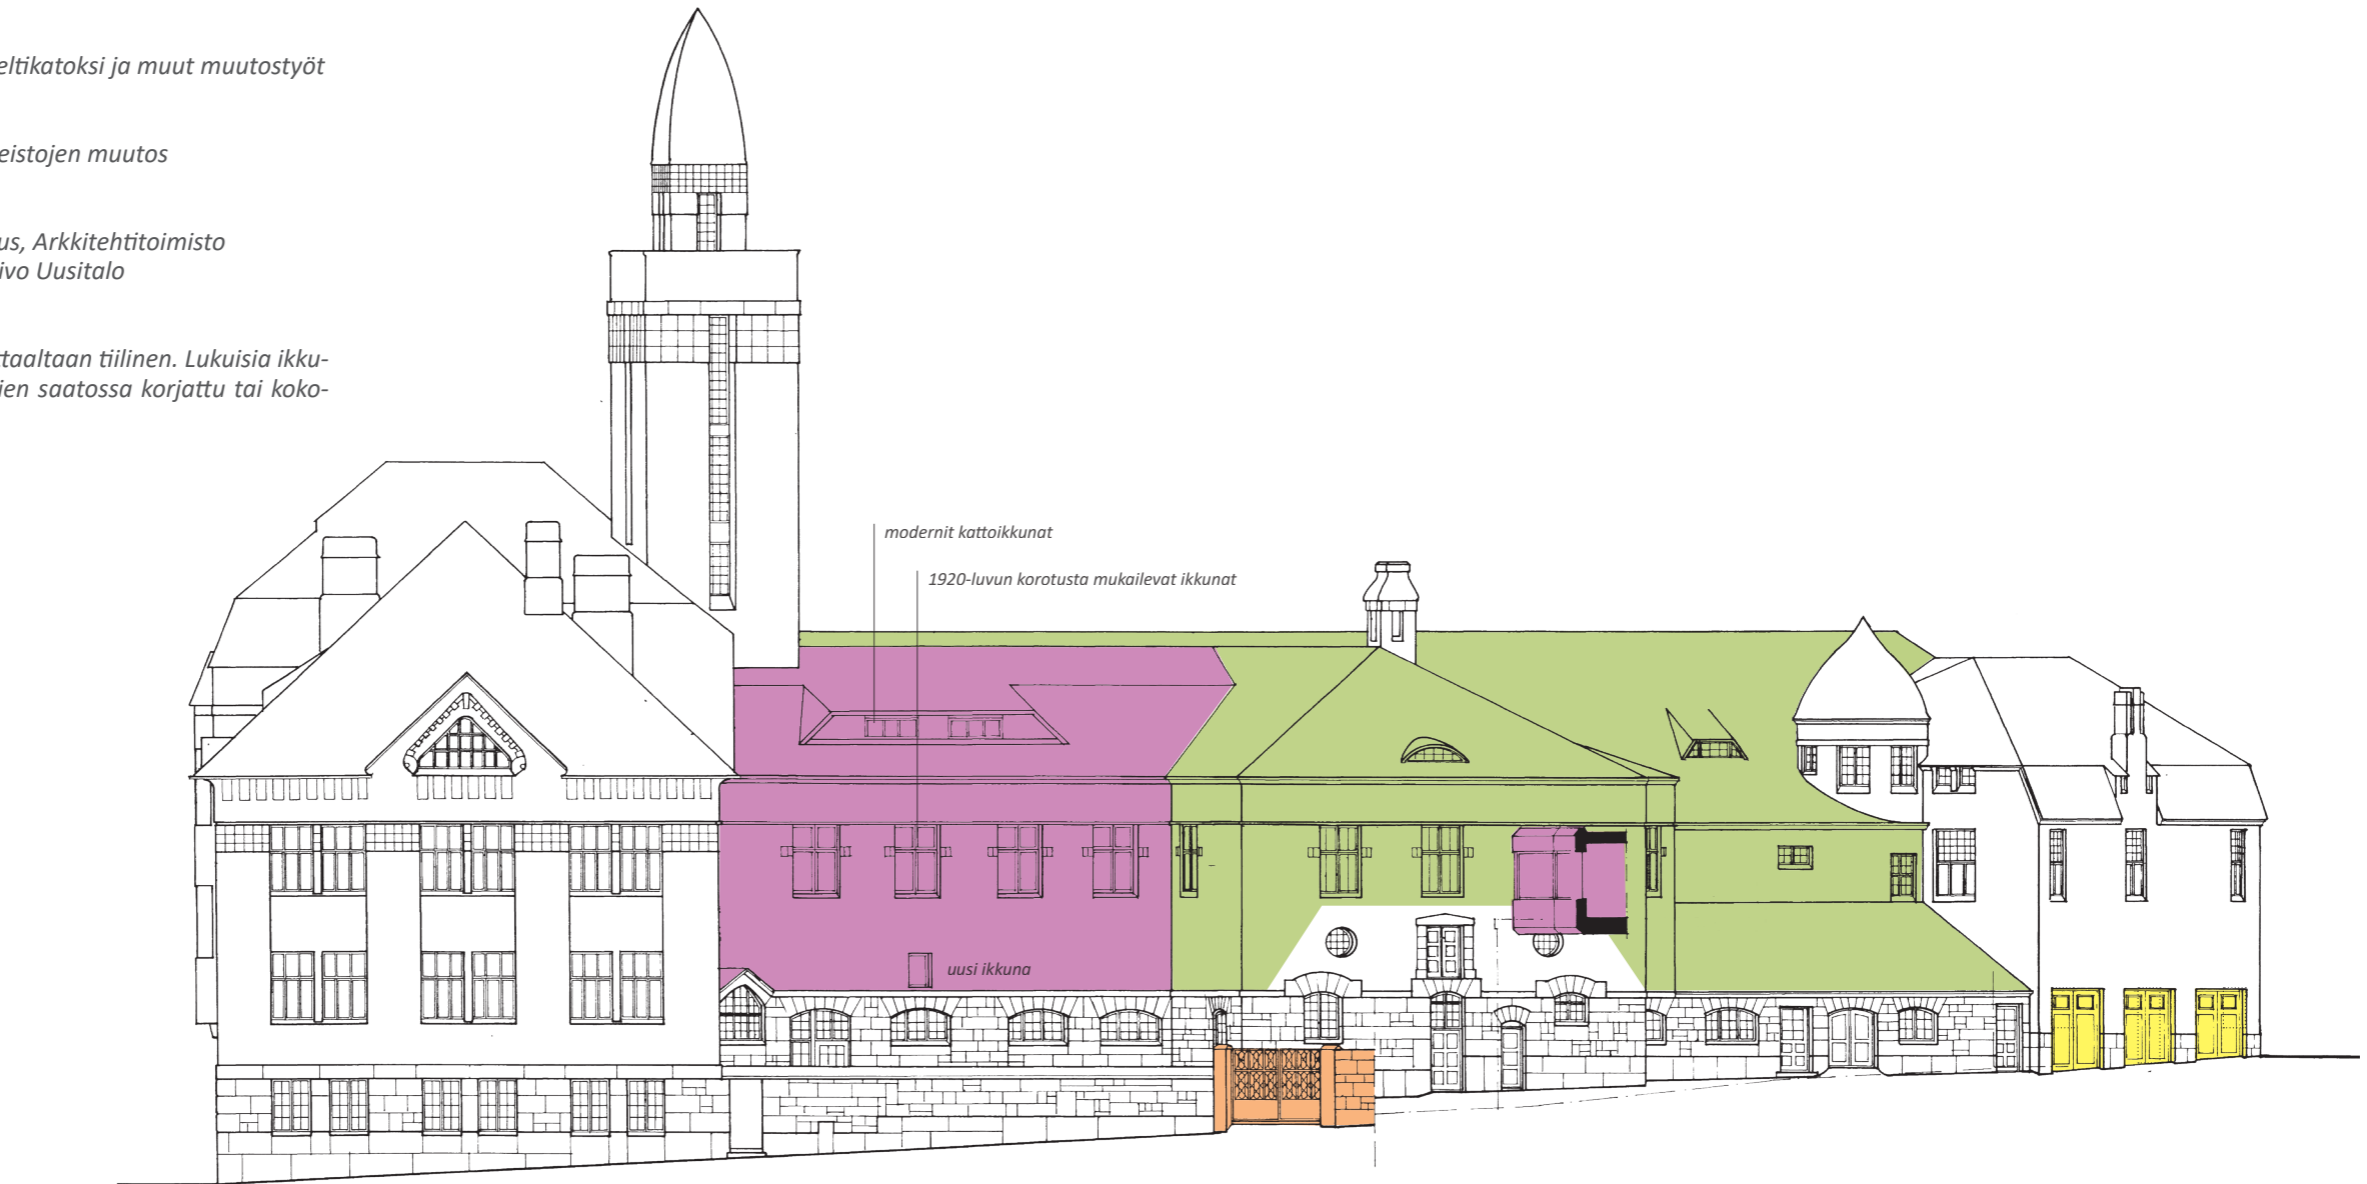 eltikatoksi ja muut muutostyöt
eistojen muutos
us, Arkkitehtitoimisto
ivo Uusitalo
ttaaltaan tiilinen. Lukuisia ikku-
ien saatossa korjattu tai koko-
modernit kattoikkunat
1920-luvun korotusta mukailevat ikkunat
uusi ikkuna